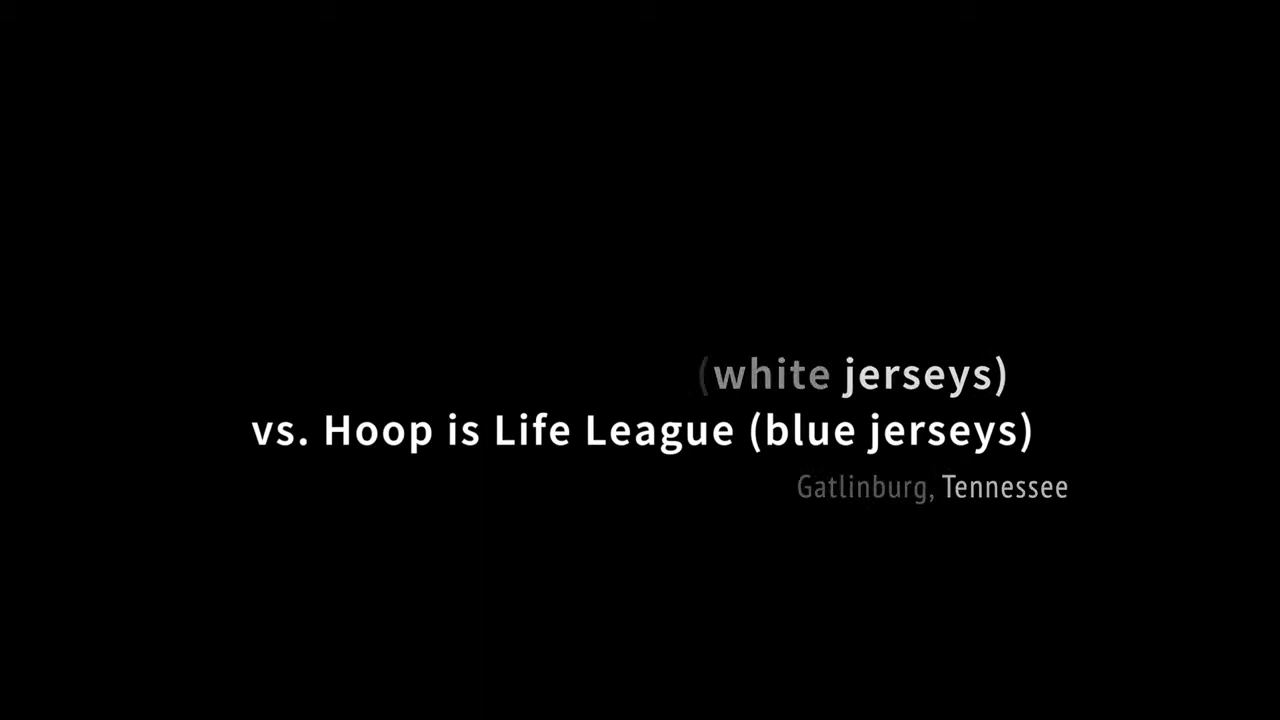 (white jerseys)
vs. Hoop is Life League (blue jerseys)
Gatlinburg, Tennessee